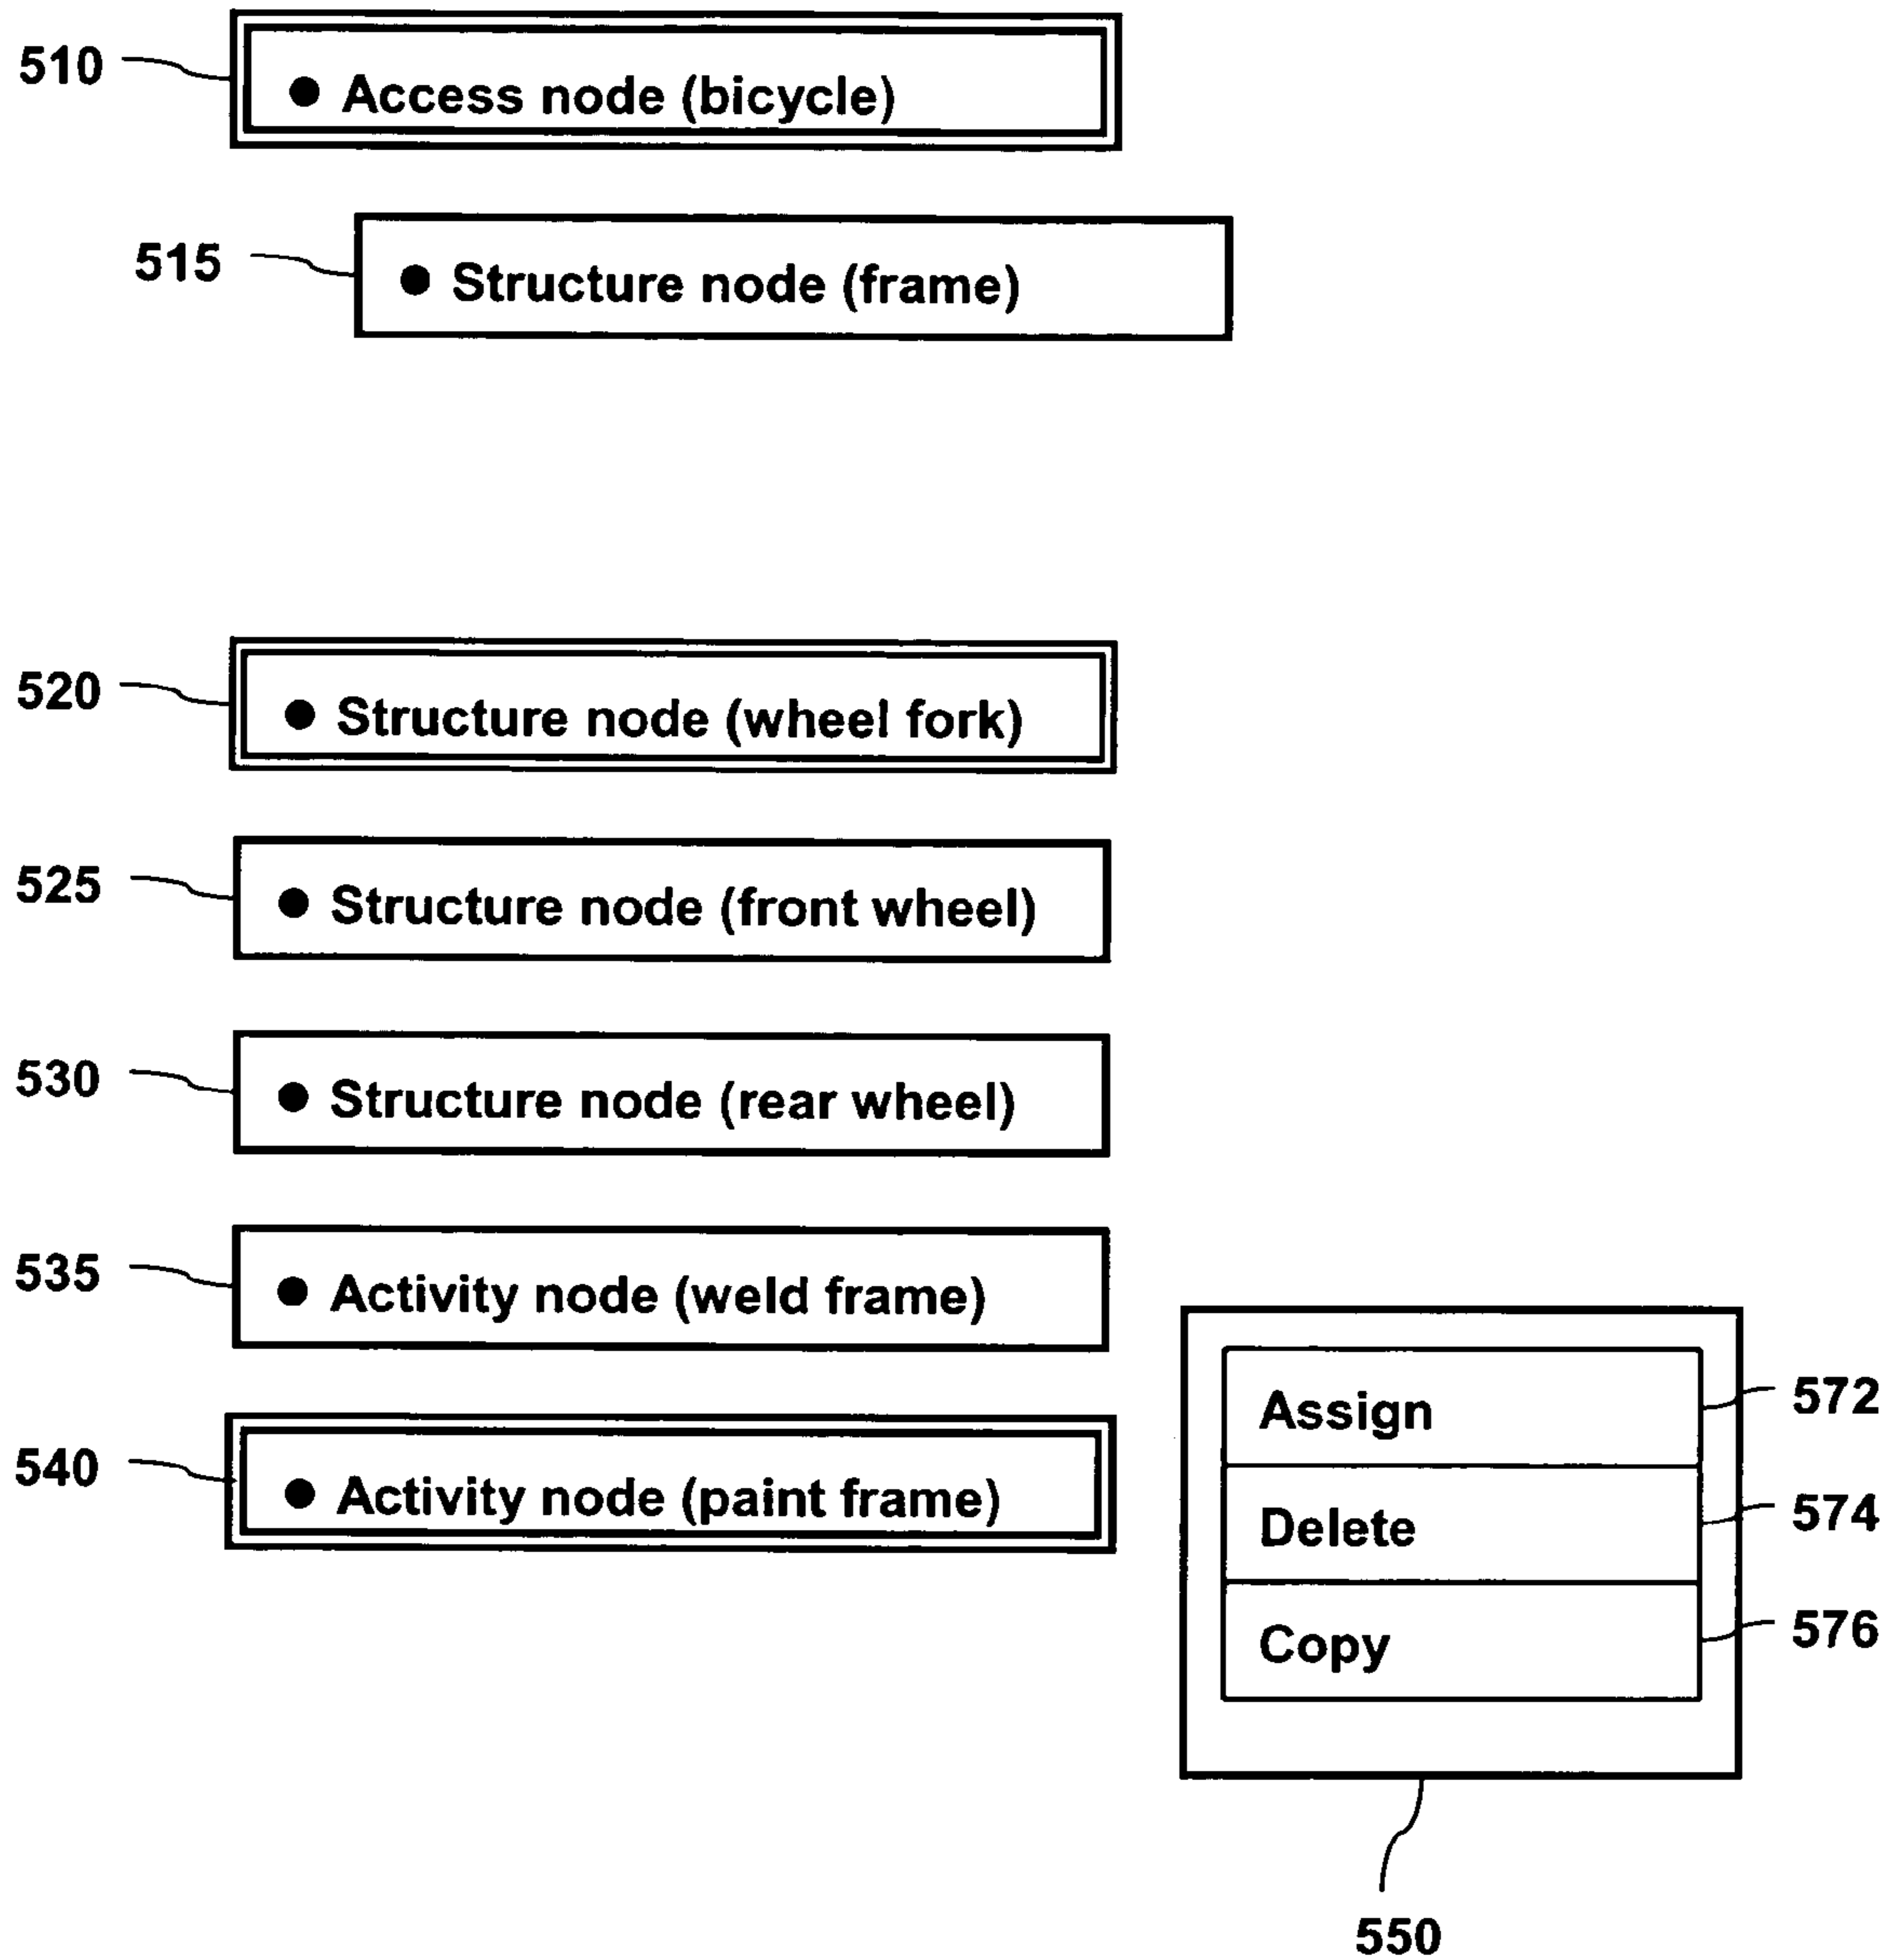 510 ● Access node (bicycle)
515 ● Structure node (frame)
520 ● Structure node (wheel fork)
525 ● Structure node (front wheel)
530 ● Structure node (rear wheel)
535 ● Activity node (weld frame)
540 ● Activity node (paint frame)
Assign 572
Delete 574
Copy 576
550